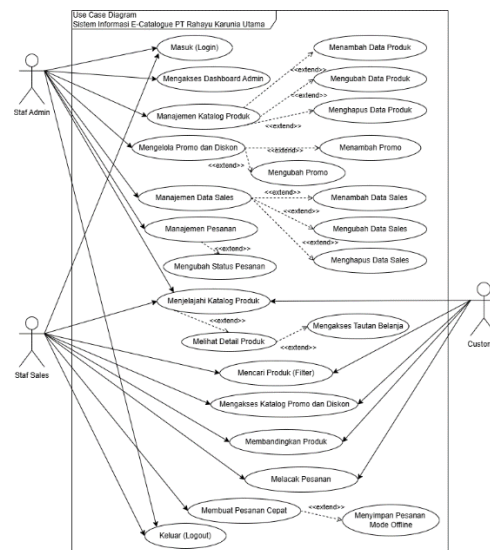 Use Case Diagram
Sistem Informasi E-Catalogue PT Rahayu Karunia Utama
Masuk (Login)
Menambah Data Produk
<<extend>>
Mengakses Dashboard Admin
Mengubah Data Produk
<<extend>>
Staf Admin
Manajemen Katalog Produk
Menghapus Data Produk
<<extend>>
Mengelola Promo dan Diskon
<<extend>>
Menambah Promo
<<extend>>
Mengubah Promo
<<extend>>
Manajemen Data Sales
Menambah Data Sales
<<extend>>
Manajemen Pesanan
Mengubah Data Sales
<<extend>>
<<extend>>
Mengubah Status Pesanan
Menghapus Data Sales
Menjelajahi Katalog Produk
<<extend>>
Mengakses Tautan Belanja
Melihat Detail Produk
<<extend>>
Custom
Staf Sales
Mencari Produk (Filter)
Mengakses Katalog Promo dan Diskon
Membandingkan Produk
Melacak Pesanan
<<extend>>
Membuat Pesanan Cepat
Menyimpan Pesanan
Mode Offline
Keluar (Logout)